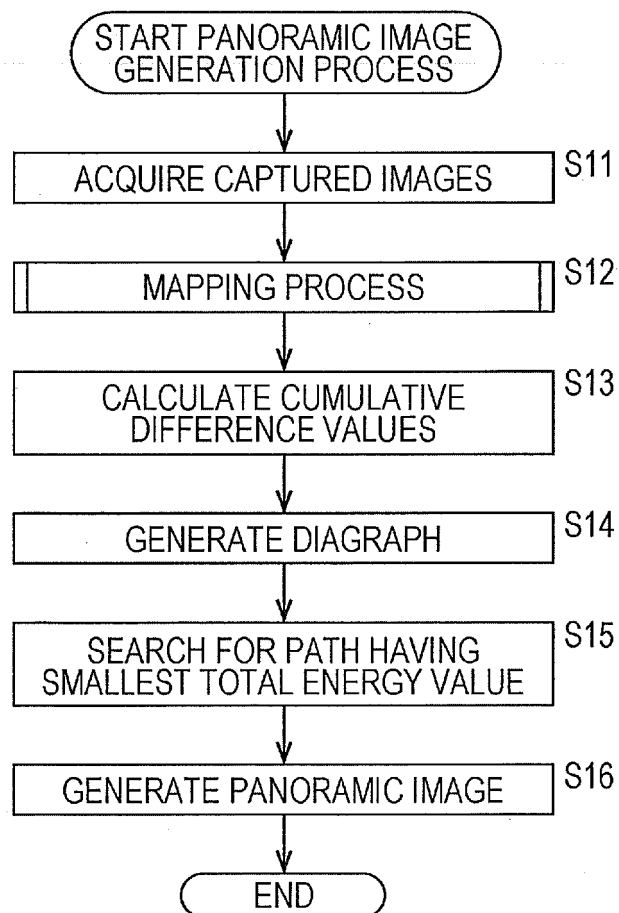 START PANORAMIC IMAGE
GENERATION PROCESS
ACQUIRE CAPTURED IMAGES
S11
MAPPING PROCESS
S12
CALCULATE CUMULATIVE
DIFFERENCE VALUES
S13
GENERATE DIAGRAPH
S14
SEARCH FOR PATH HAVING
SMALLEST TOTAL ENERGY VALUE
S15
GENERATE PANORAMIC IMAGE
S16
END